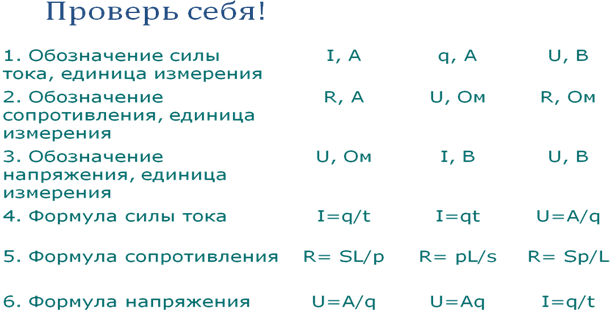 Проверь себя!
1. Обозначение силы I, A q, A U, B
тока, единица измерения
2. Обозначение R, A U, Ом R, Ом
сопротивления, единица
измерения
3. Обозначение U, Ом I, B U, B
напряжения, единица
измерения
4. Формула силы тока I=q/t I=qt U=A/q
5. Формула сопротивления R= SL/p R= pL/s R= Sp/L
6. Формула напряжения U=A/q U=Aq I=q/t